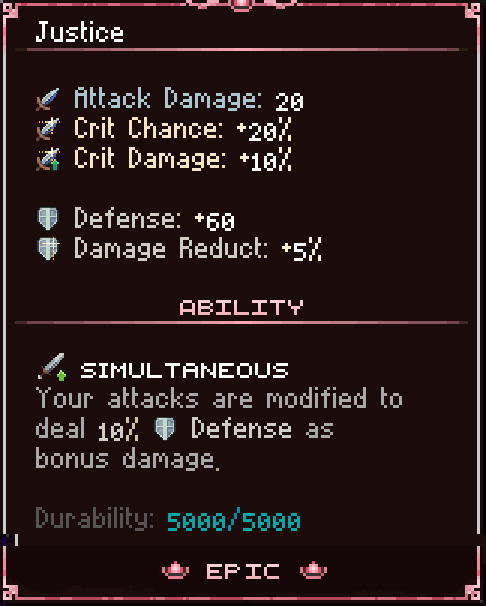 Justice
Attack Damage: 20
Crit Chance: +20%
Crit Damage: +10%
Defense: +60
Damage Reduct: +5%
ABILITY
SIMULTANEOUS
Your attacks are modified to
deal 10% Defense as
bonus damage.
Durability: 5000/5000
EPIC